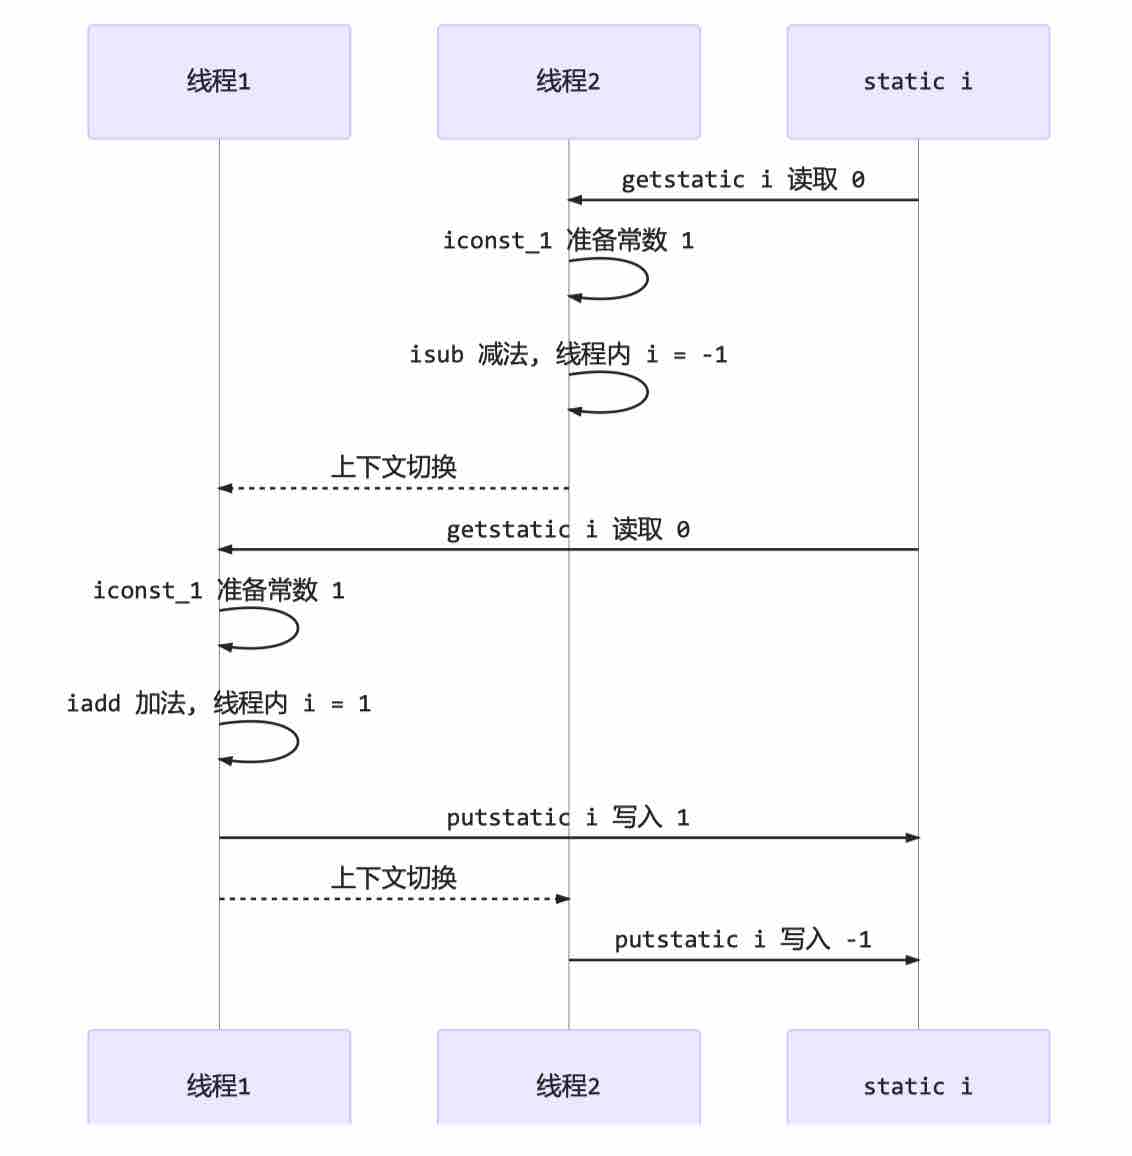 线程1
线程2
static i
getstatic i 读取 0
iconst_1 准备常数 1
isub 减法, 线程内 i = -1
上下文切换
getstatic i 读取 0
iconst_1 准备常数 1
iadd 加法, 线程内 i = 1
putstatic i 写入 1
上下文切换
putstatic i 写入 -1
线程1
线程2
static i